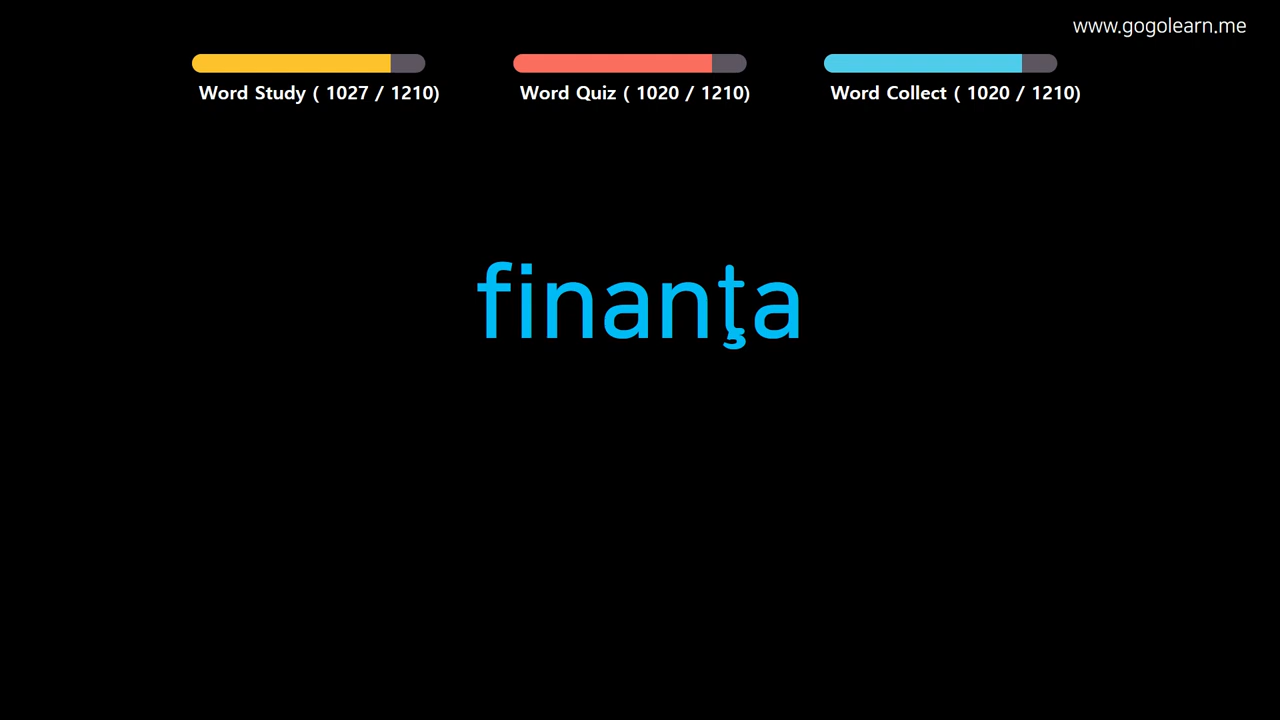 www.gogolearn.me
Word Study ( 1027 / 1210)
Word Quiz ( 1020 / 1210)
Word Collect ( 1020 / 1210)
finanţa